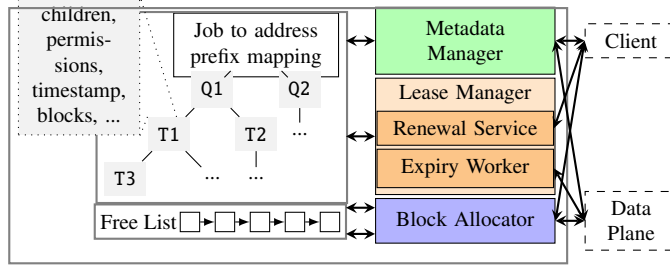 children,
permis-
sions,
timestamp,
blocks, ...
Job to address
prefix mapping
Q1
Q2
...
T1
T2
T3
...
...
Free List
Metadata
Manager
Lease Manager
Renewal Service
Expiry Worker
Block Allocator
Client
Data
Plane